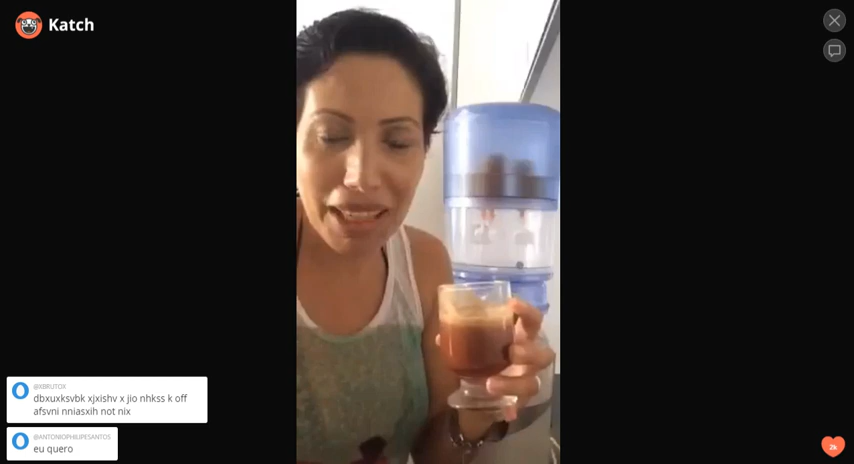 Katch
@XBRUTOX
dbxuxksvbk xjxishv x jio nhkss k off
afsvni nniasxih not nix
@ANTONIOPHILIPESANTOS
eu quero
2k